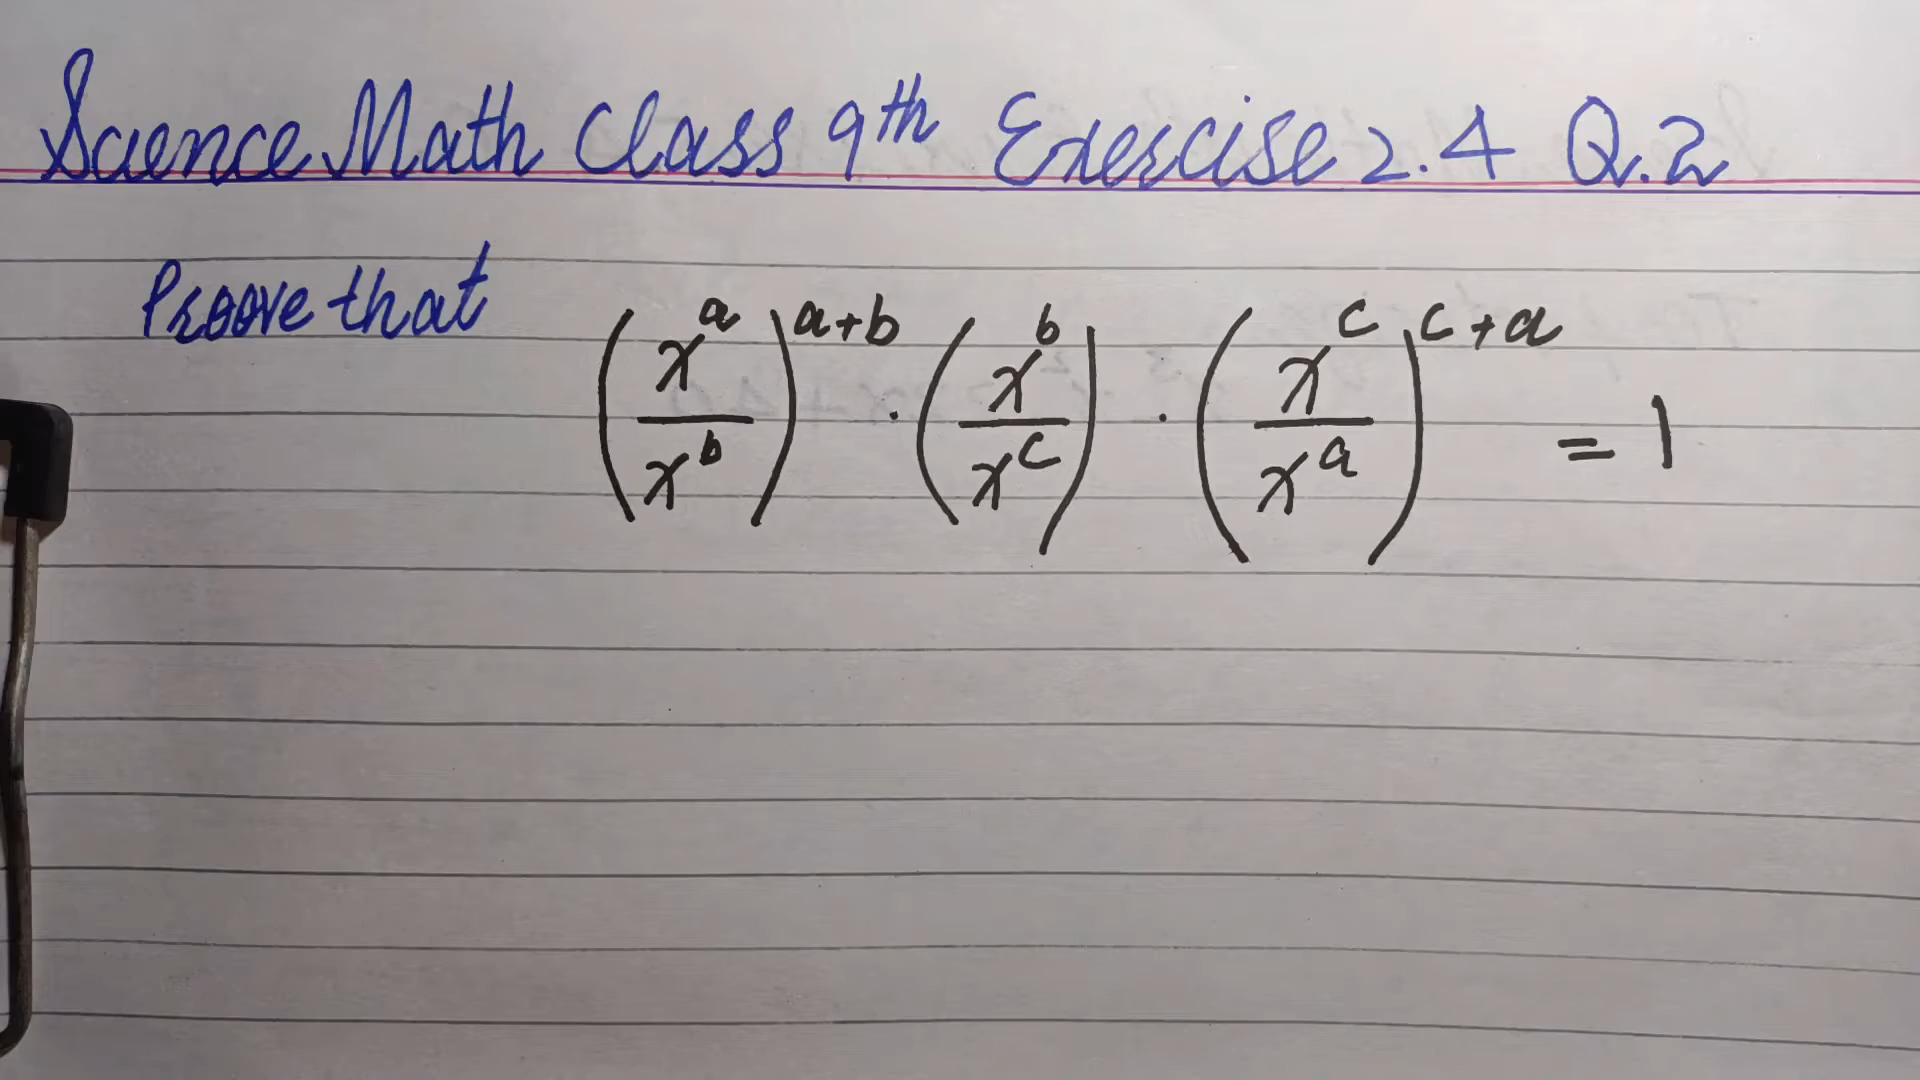 Science Math Class 9th Exercise 2.4 Q.2
Proove that (x^a/x^b)^(a+b) . (x^b/x^c) . (x^c/x^a)^(c+a) = 1